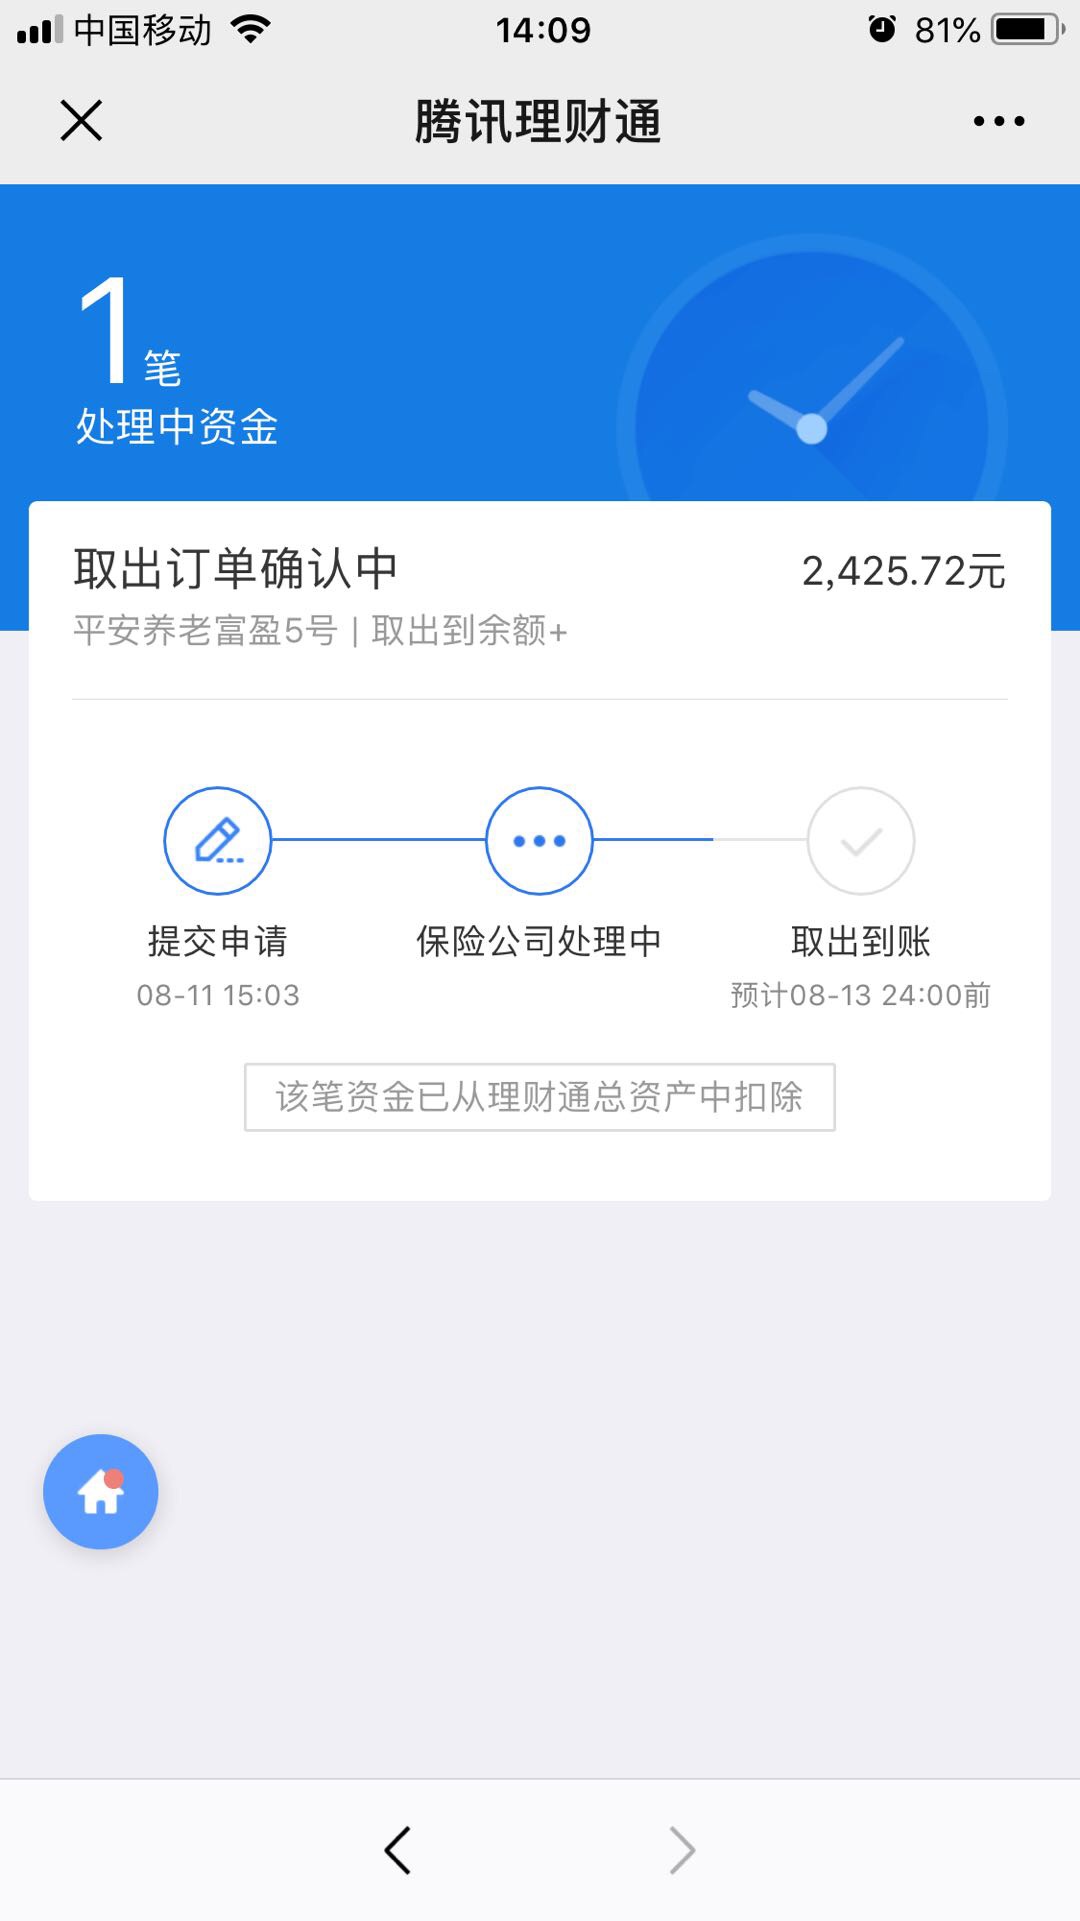 中国移动 14:09 81%
腾讯理财通
1笔
处理中资金
取出订单确认中 2,425.72元
平安养老富盈5号 | 取出到余额+
提交申请 保险公司处理中 取出到账
08-11 15:03 预计08-13 24:00前
该笔资金已从理财通总资产中扣除